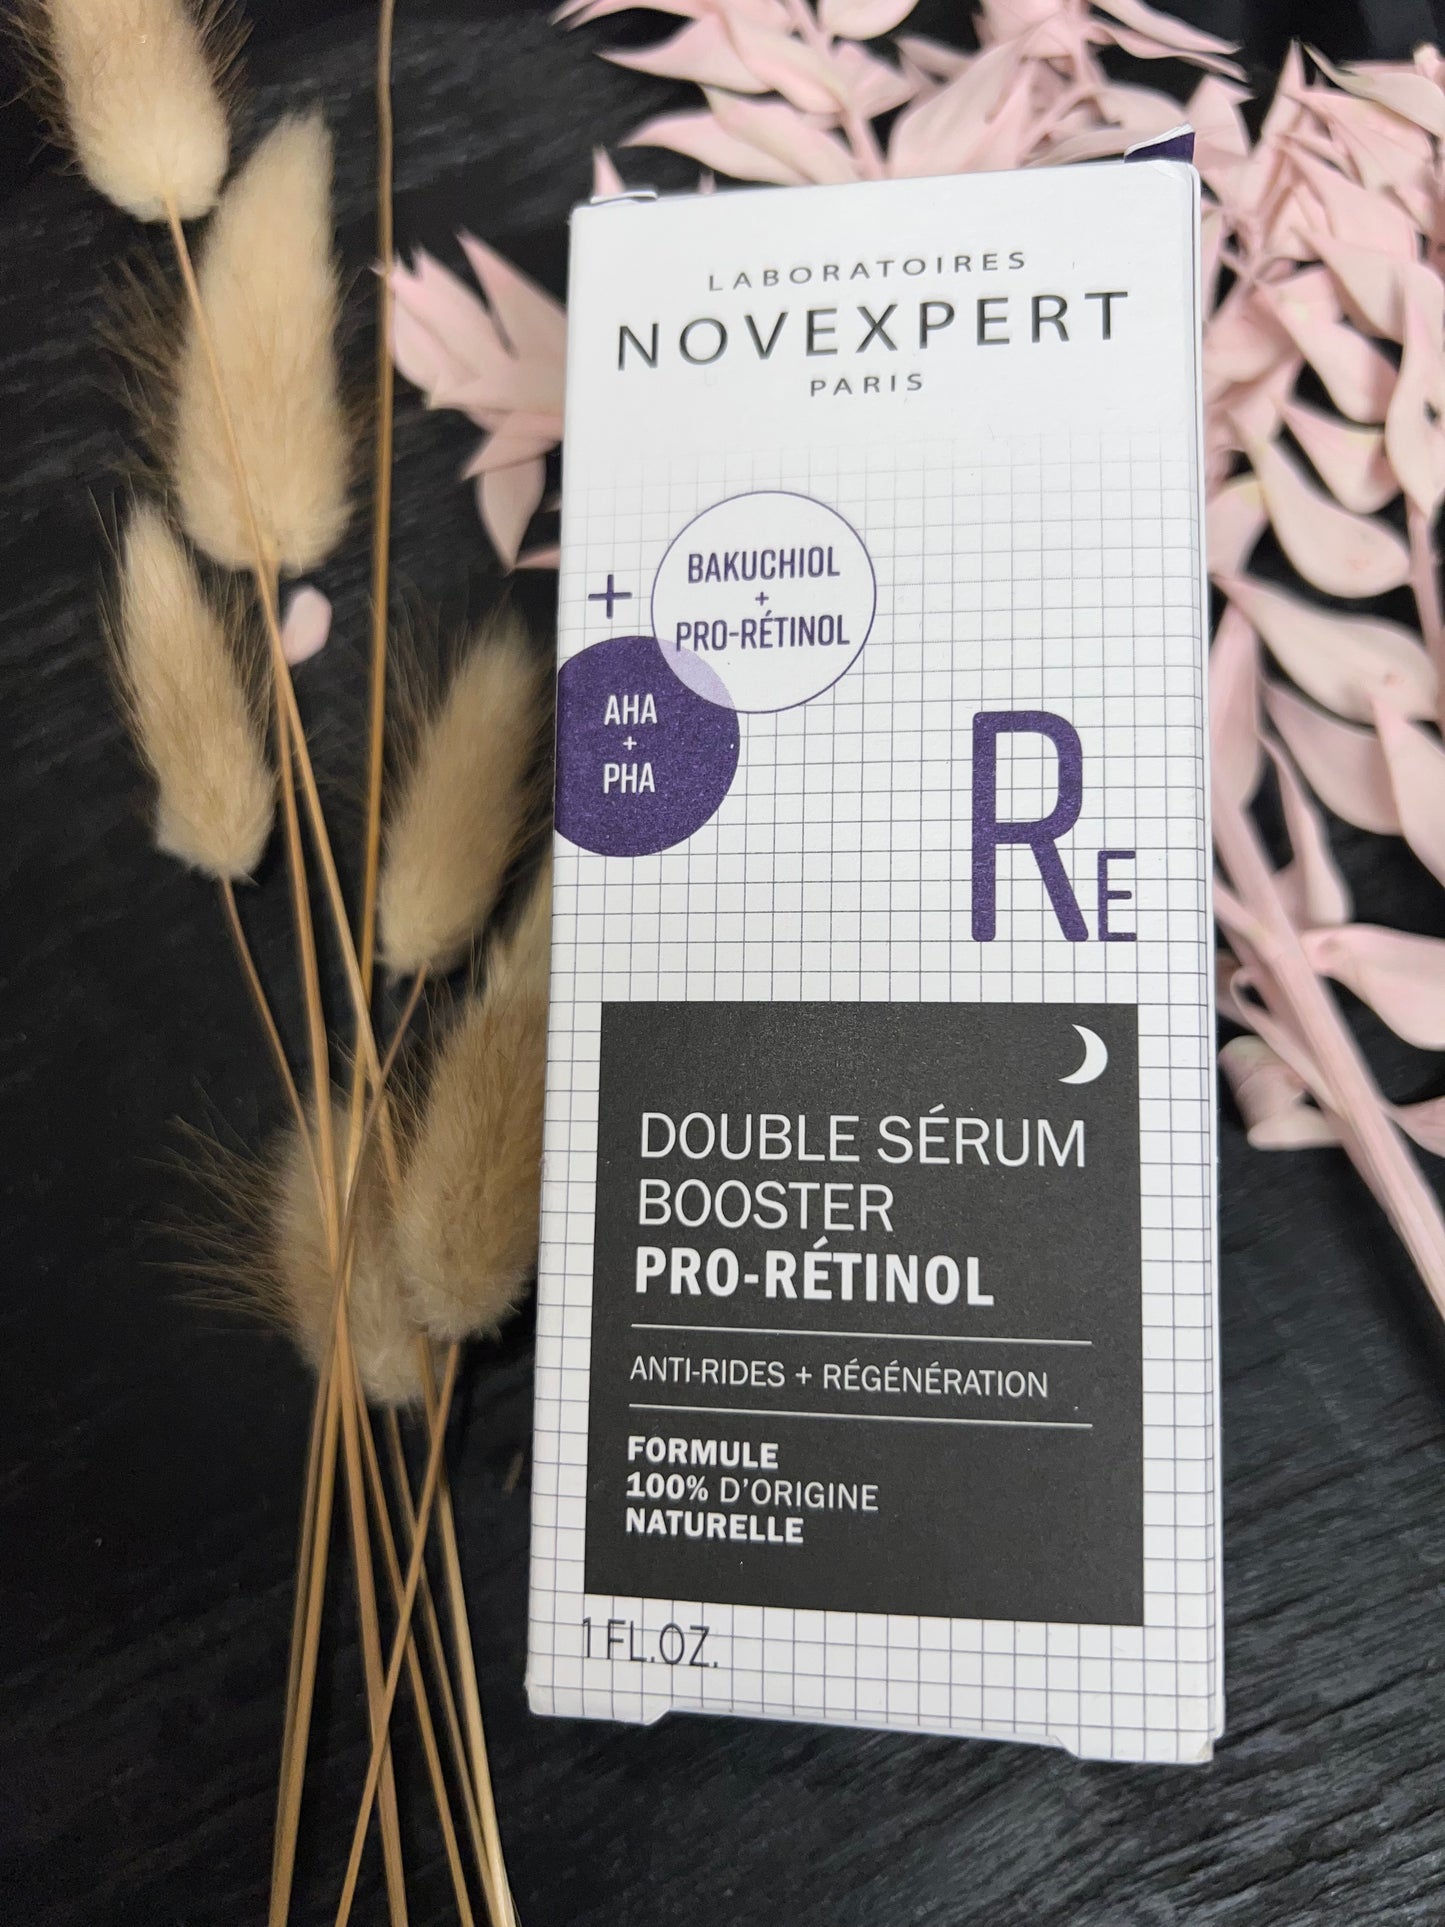 LABORATOIRES
NOVEXPERT
PARIS
BAKUCHIOL
+
PRO-RÉTINOL
+
AHA
+
PHA
RE
DOUBLE SÉRUM
BOOSTER
PRO-RÉTINOL
ANTI-RIDES + RÉGÉNÉRATION
FORMULE
100% D'ORIGINE
NATURELLE
1 FL.OZ.